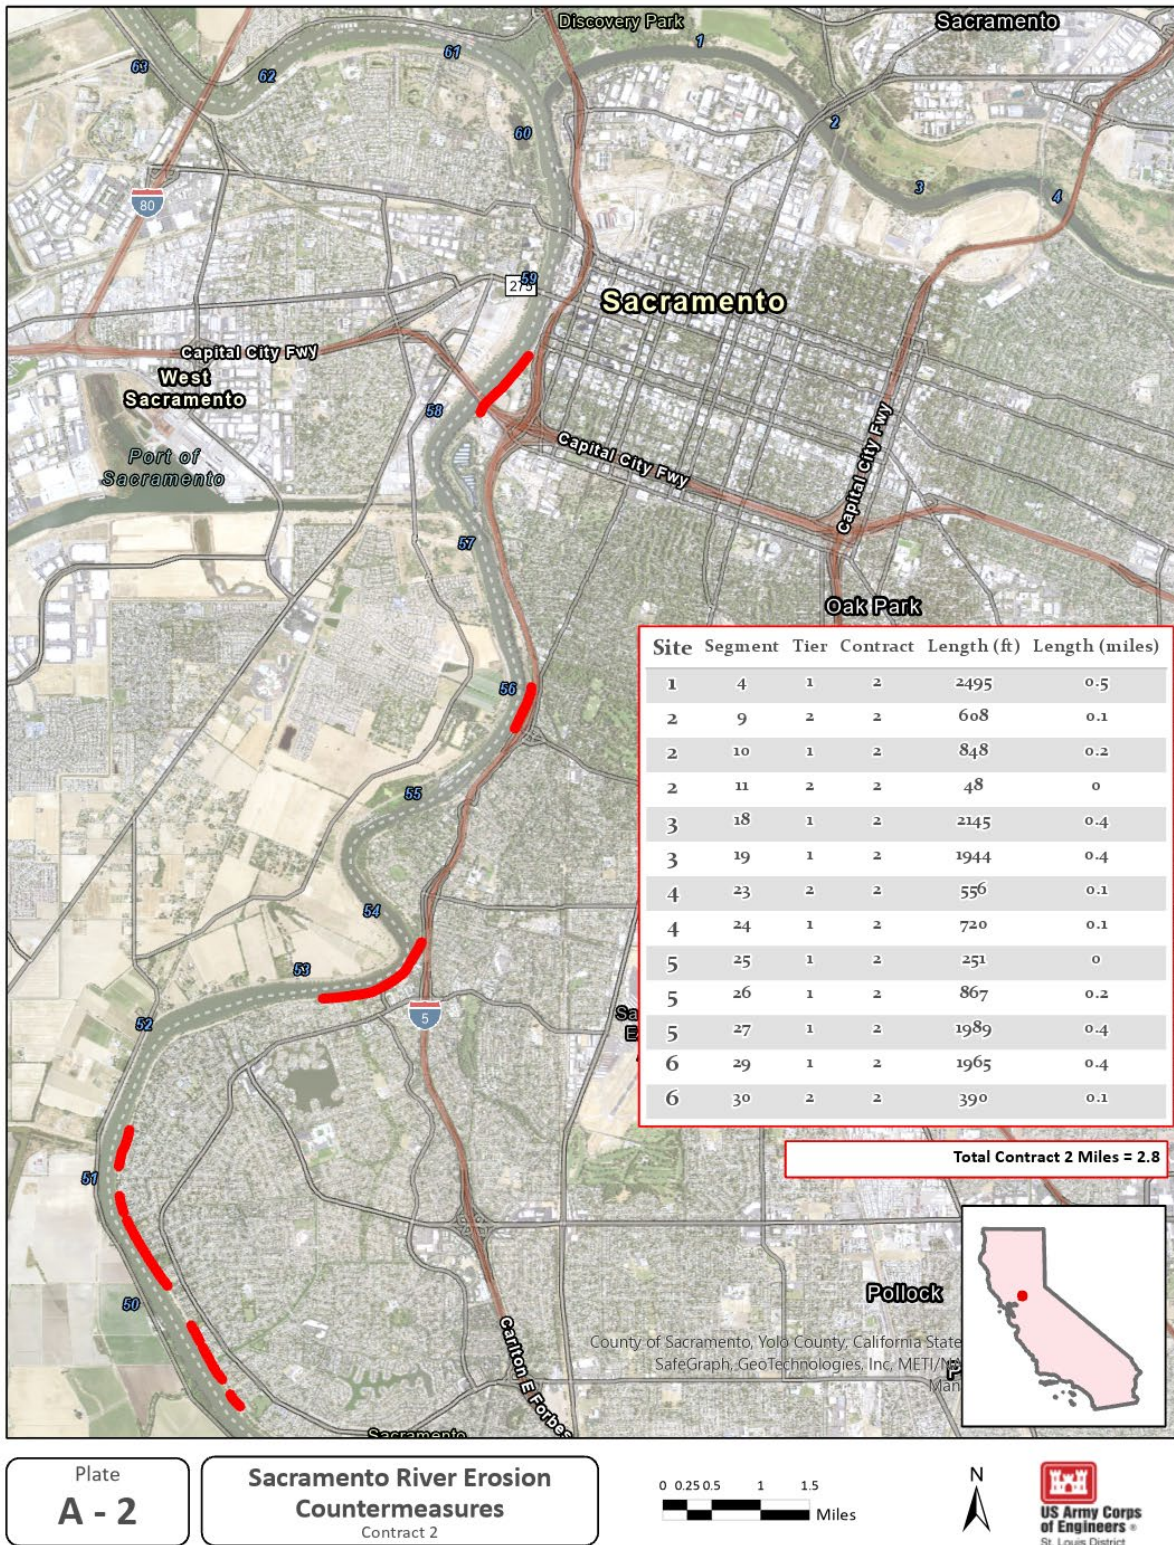 Discovery Park
Sacramento
63
62
61
1
60
2
3
4
80
59
275
Sacramento
Capital City Fwy
West
Sacramento
58
Port of
Sacramento
Capital City Fwy
Capital City Fwy
57
Oak Park
56
55
54
53
52
5
51
50
Site Segment Tier Contract Length (ft) Length (miles)
1 4 1 2 2495 0.5
2 9 2 2 608 0.1
2 10 1 2 848 0.2
2 11 2 2 48 0
3 18 1 2 2145 0.4
3 19 1 2 1944 0.4
4 23 2 2 556 0.1
4 24 1 2 720 0.1
5 25 1 2 251 0
5 26 1 2 867 0.2
5 27 1 2 1989 0.4
6 29 1 2 1965 0.4
6 30 2 2 390 0.1
Total Contract 2 Miles = 2.8
Pollock
Carlton E Forbes
County of Sacramento, Yolo County, California State
SafeGraph, GeoTechnologies, Inc, METI/
Sacramento
Plate
A - 2
Sacramento River Erosion
Countermeasures
Contract 2
0 0.25 0.5 1 1.5
Miles
N
US Army Corps
of Engineers ®
St. Louis District